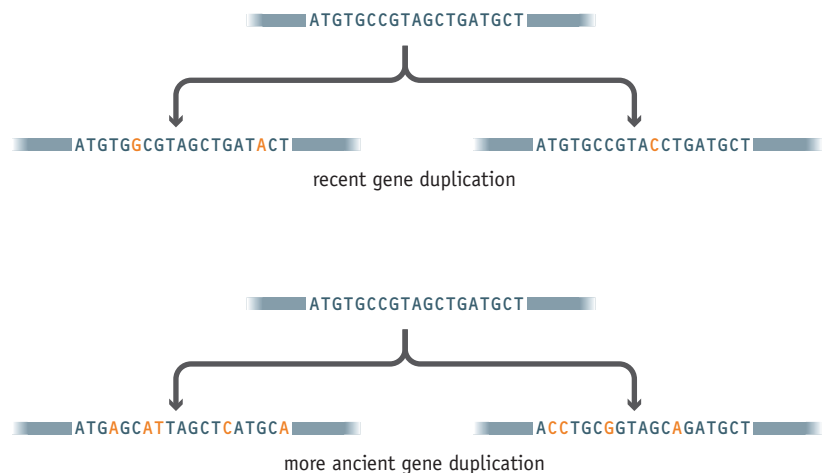 ATGTGCCGTAGCTGATGCT
ATGTGGCGTAGCTGATACT ATGTGCCGTACCTGATGCT
recent gene duplication
ATGTGCCGTAGCTGATGCT
ATGAGCATTAGCTCATGCA ACCTGCGGTAGCAGATGCT
more ancient gene duplication